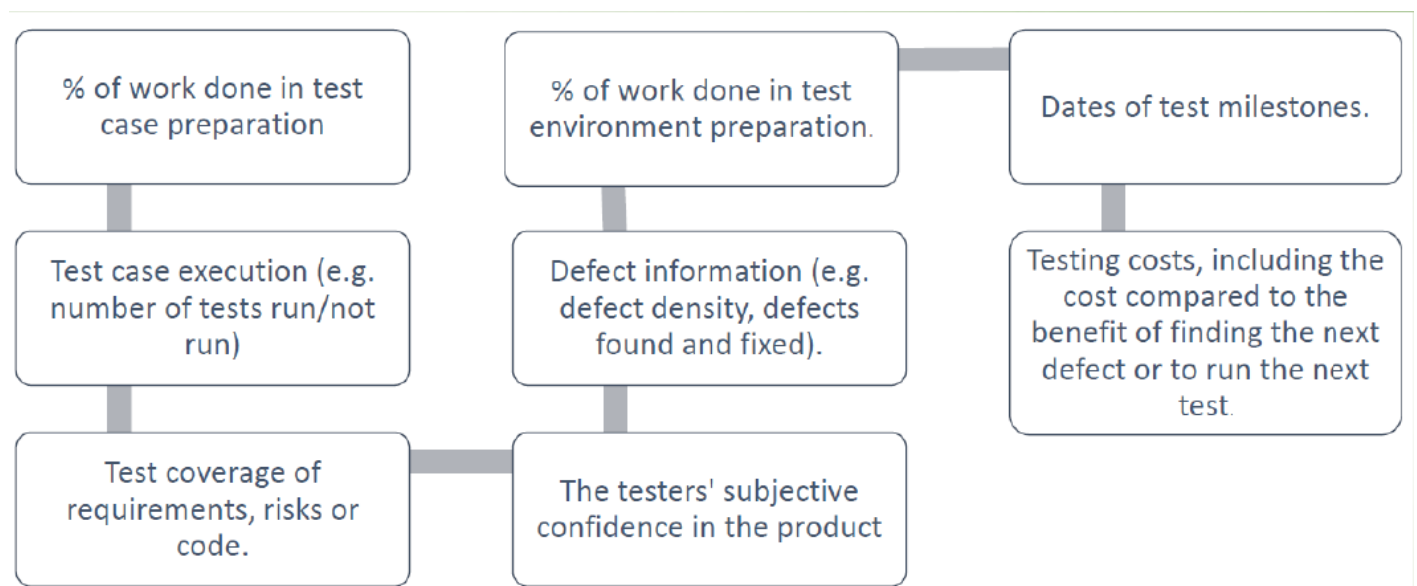 % of work done in test
case preparation
Test case execution (e.g.
number of tests run/not
run)
Test coverage of
requirements, risks or
code.
The testers' subjective
confidence in the product
Defect information (e.g.
defect density, defects
found and fixed).
% of work done in test
environment preparation.
Dates of test milestones.
Testing costs, including the
cost compared to the
benefit of finding the next
defect or to run the next
test.